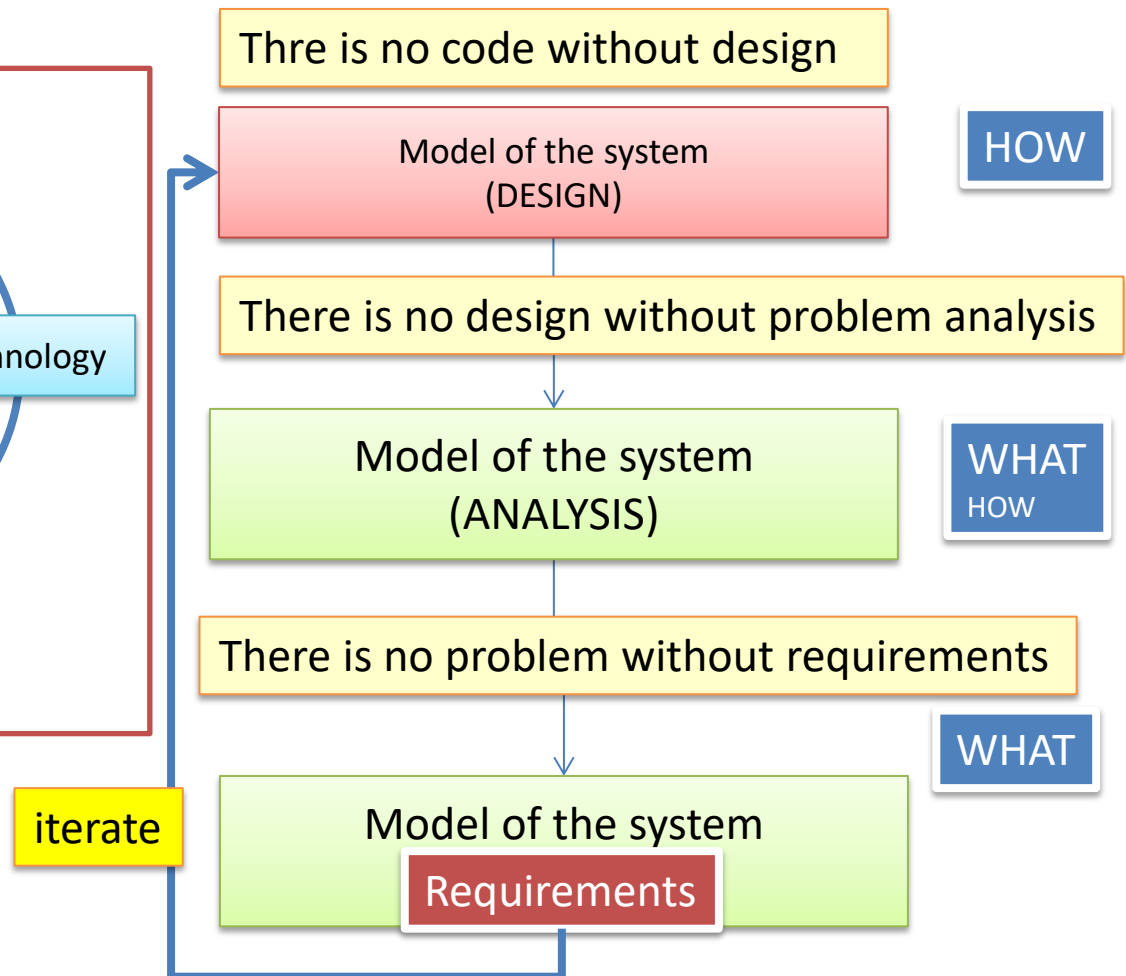 Thre is no code without design
Model of the system
(DESIGN)
HOW
There is no design without problem analysis
Model of the system
(ANALYSIS)
WHAT
HOW
There is no problem without requirements
WHAT
iterate
Model of the system
Requirements